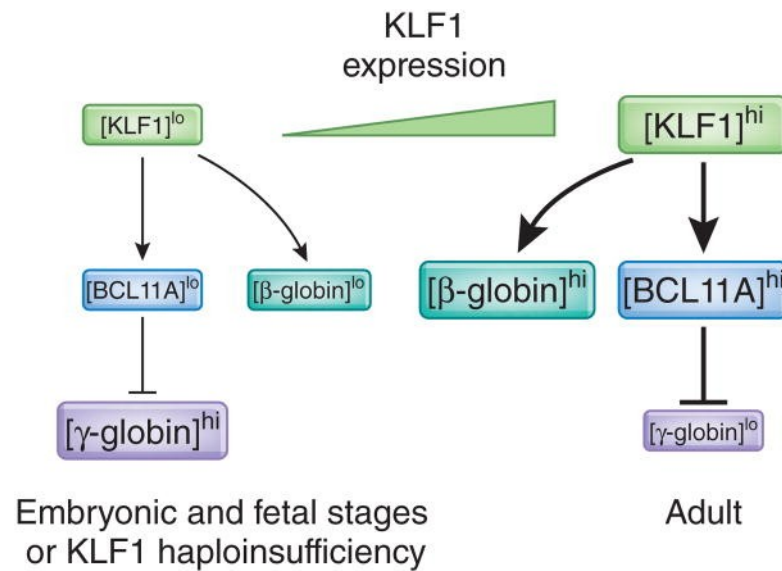 KLF1
expression
[KLF1]lo
[KLF1]hi
[BCL11A]lo
[β-globin]lo
[β-globin]hi
[BCL11A]hi
[γ-globin]hi
[γ-globin]lo
Embryonic and fetal stages
or KLF1 haploinsufficiency
Adult